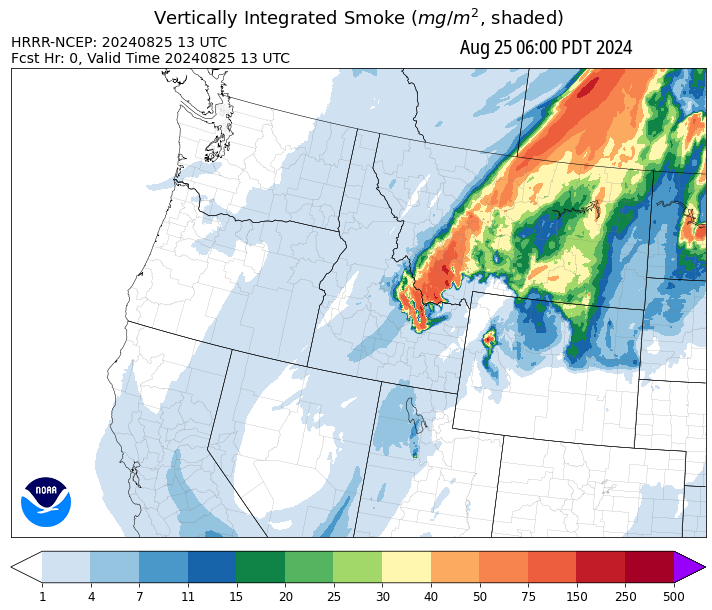 Vertically Integrated Smoke (mg/m², shaded)
HRRR-NCEP: 20240825 13 UTC
Fcst Hr: 0, Valid Time 20240825 13 UTC
Aug 25 06:00 PDT 2024
NOAA
1 4 7 11 15 20 25 30 40 50 75 150 250 500